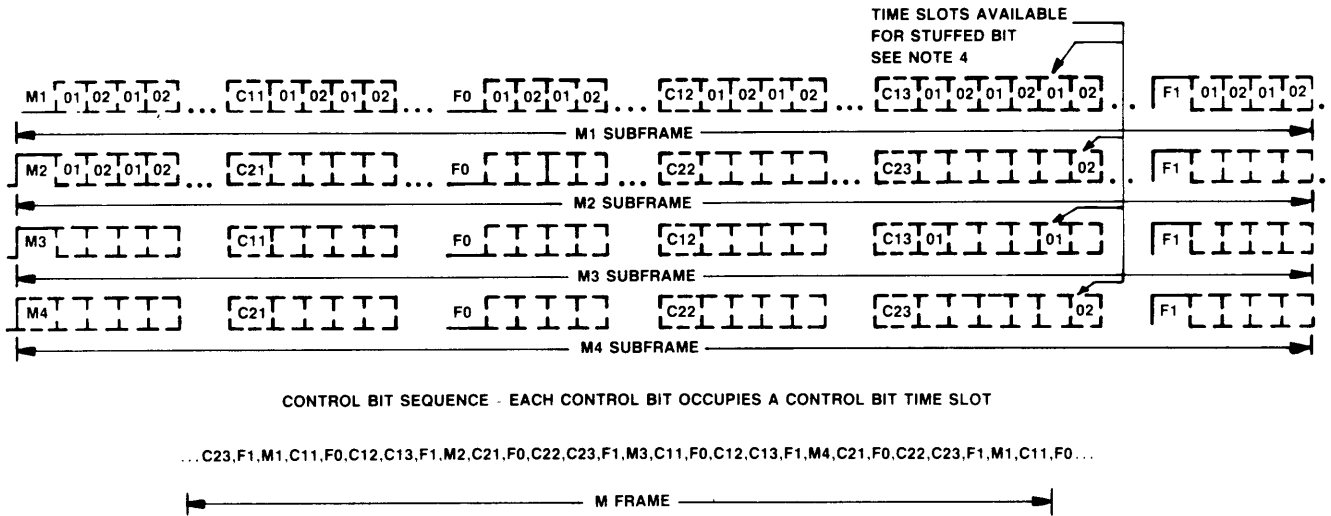 TIME SLOTS AVAILABLE
FOR STUFFED BIT
SEE NOTE 4
M1 01 02 01 02 ... C11 01 02 01 02 ... F0 01 02 01 02 ... C12 01 02 01 02 ... C13 01 02 01 02 01 02 ... F1 01 02 01 02 .
M1 SUBFRAME
M2 01 02 01 02 ... C21 ... F0 ... C22 ... C23 02 ... F1 .
M2 SUBFRAME
M3 C11 F0 C12 C13 01 01 F1
M3 SUBFRAME
M4 C21 F0 C22 C23 02 F1
M4 SUBFRAME
CONTROL BIT SEQUENCE - EACH CONTROL BIT OCCUPIES A CONTROL BIT TIME SLOT
...C23,F1,M1,C11,F0,C12,C13,F1,M2,C21,F0,C22,C23,F1,M3,C11,F0,C12,C13,F1,M4,C21,F0,C22,C23,F1,M1,C11,F0...
M FRAME